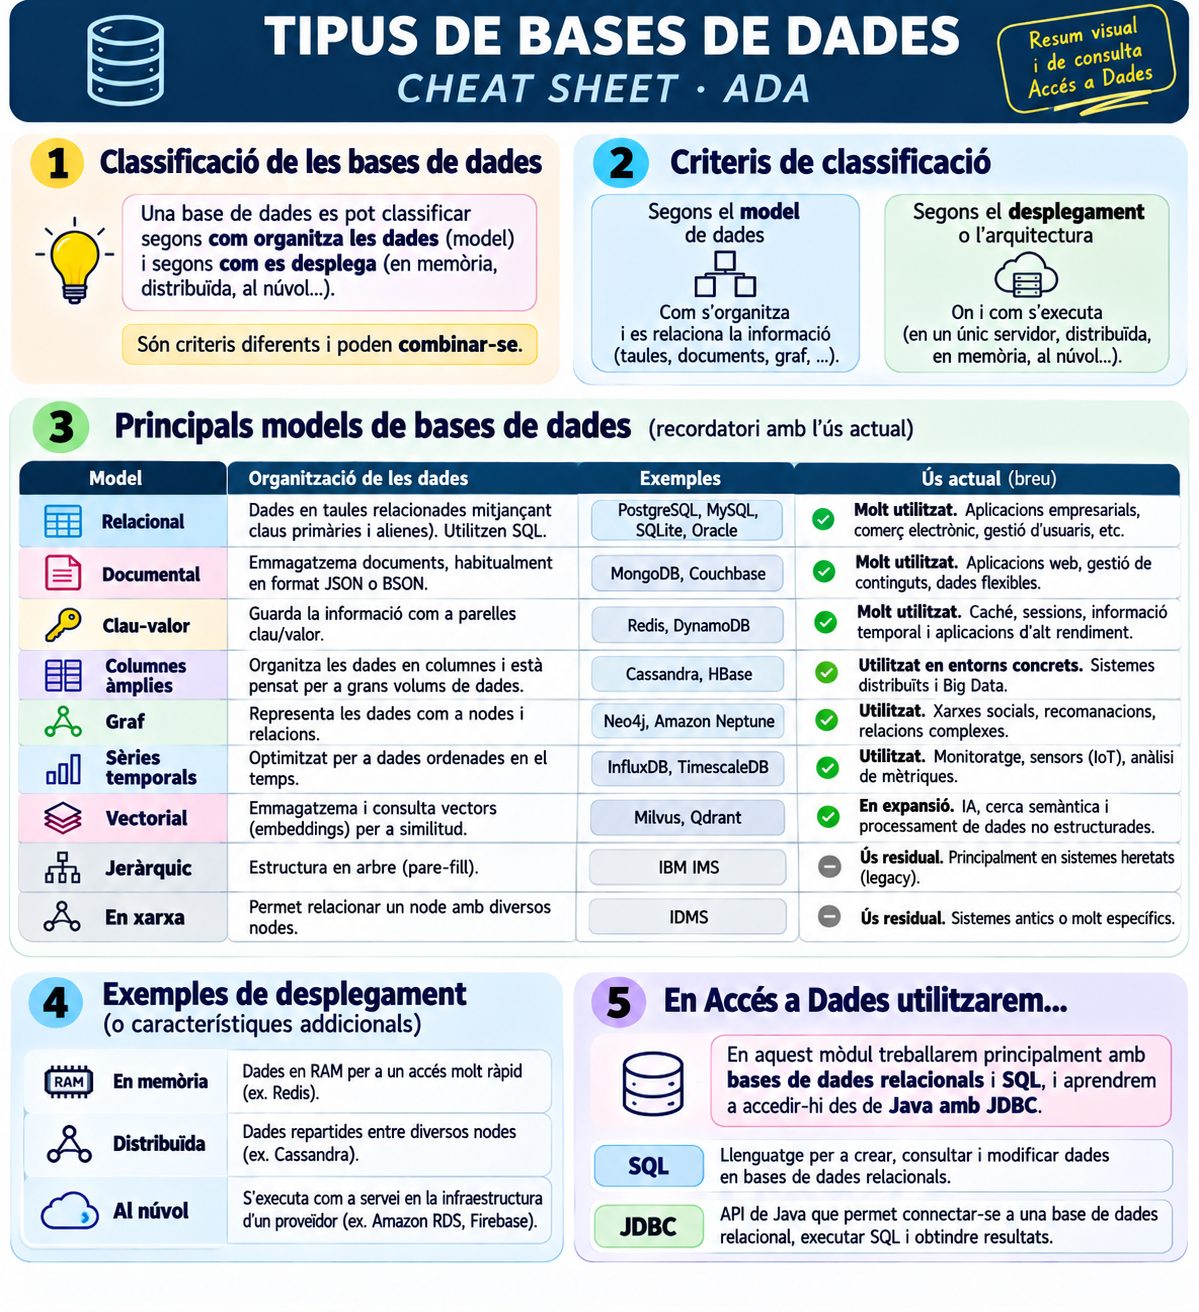 TIPUS DE BASES DE DADES
CHEAT SHEET · ADA
Resum visual
i de consulta
Accés a Dades
1 Classificació de les bases de dades
Una base de dades es pot classificar
segons com organitza les dades (model)
i segons com es desplega (en memòria,
distribuïda, al núvol...).
Són criteris diferents i poden combinar-se.
2 Criteris de classificació
Segons el model
de dades
Com s'organitza
i es relaciona la informació
(taules, documents, graf, ...).
Segons el desplegament
o l'arquitectura
On i com s'executa
(en un únic servidor, distribuïda,
en memòria, al núvol...).
3 Principals models de bases de dades (recordatori amb l'ús actual)
Model Organització de les dades Exemples Ús actual (breu)
Relacional
Dades en taules relacionades mitjançant
claus primàries i alienes). Utilitzen SQL.
PostgreSQL, MySQL,
SQLite, Oracle
Molt utilitzat. Aplicacions empresarials,
comerç electrònic, gestió d'usuaris, etc.
Documental
Emmagatzema documents, habitualment
en format JSON o BSON.
MongoDB, Couchbase
Molt utilitzat. Aplicacions web, gestió de
continguts, dades flexibles.
Clau-valor
Guarda la informació com a parelles
clau/valor.
Redis, DynamoDB
Molt utilitzat. Caché, sessions, informació
temporal i aplicacions d'alt rendiment.
Columnes
àmplies
Organitza les dades en columnes i està
pensat per a grans volums de dades.
Cassandra, HBase
Utilitzat en entorns concrets. Sistemes
distribuïts i Big Data.
Graf
Representa les dades com a nodes i
relacions.
Neo4j, Amazon Neptune
Utilitzat. Xarxes socials, recomanacions,
relacions complexes.
Sèries
temporals
Optimitzat per a dades ordenades en el
temps.
InfluxDB, TimescaleDB
Utilitzat. Monitoratge, sensors (IoT), anàlisi
de mètriques.
Vectorial
Emmagatzema i consulta vectors
(embeddings) per a similitud.
Milvus, Qdrant
En expansió. IA, cerca semàntica i
processament de dades no estructurades.
Jeràrquic
Estructura en arbre (pare-fill).
IBM IMS
Ús residual. Principalment en sistemes heretats
(legacy).
En xarxa
Permet relacionar un node amb diversos
nodes.
IDMS
Ús residual. Sistemes antics o molt específics.
4 Exemples de desplegament
(o característiques addicionals)
RAM
En memòria
Dades en RAM per a un accés molt ràpid
(ex. Redis).
Distribuïda
Dades repartides entre diversos nodes
(ex. Cassandra).
Al núvol
S'executa com a servei en la infraestructura
d'un proveïdor (ex. Amazon RDS, Firebase).
5 En Accés a Dades utilitzarem...
En aquest mòdul treballarem principalment amb
bases de dades relacionals i SQL, i aprendrem
a accedir-hi des de Java amb JDBC.
SQL
Llenguatge per a crear, consultar i modificar dades
en bases de dades relacionals.
JDBC
API de Java que permet connectar-se a una base de dades
relacional, executar SQL i obtindre resultats.